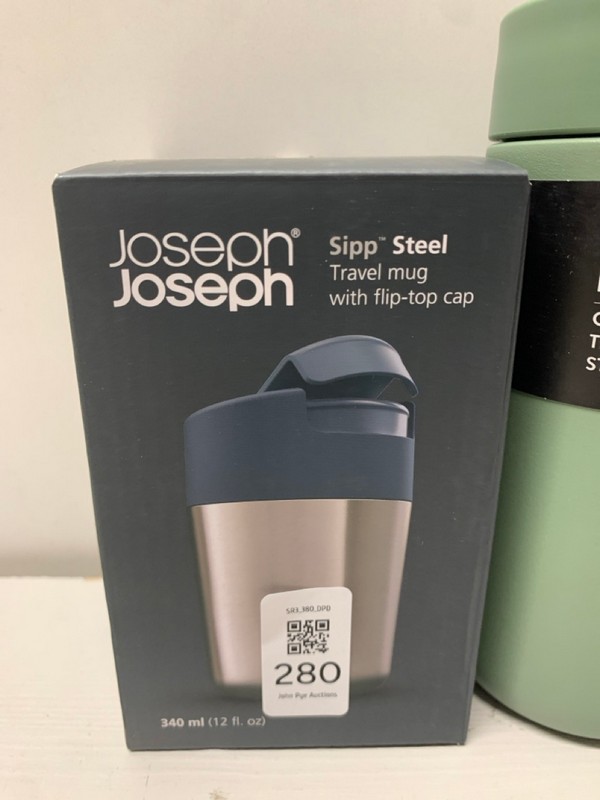 Joseph®
Joseph
Sipp™ Steel
Travel mug
with flip-top cap
280
John Pye Auctions
340 ml (12 fl. oz)